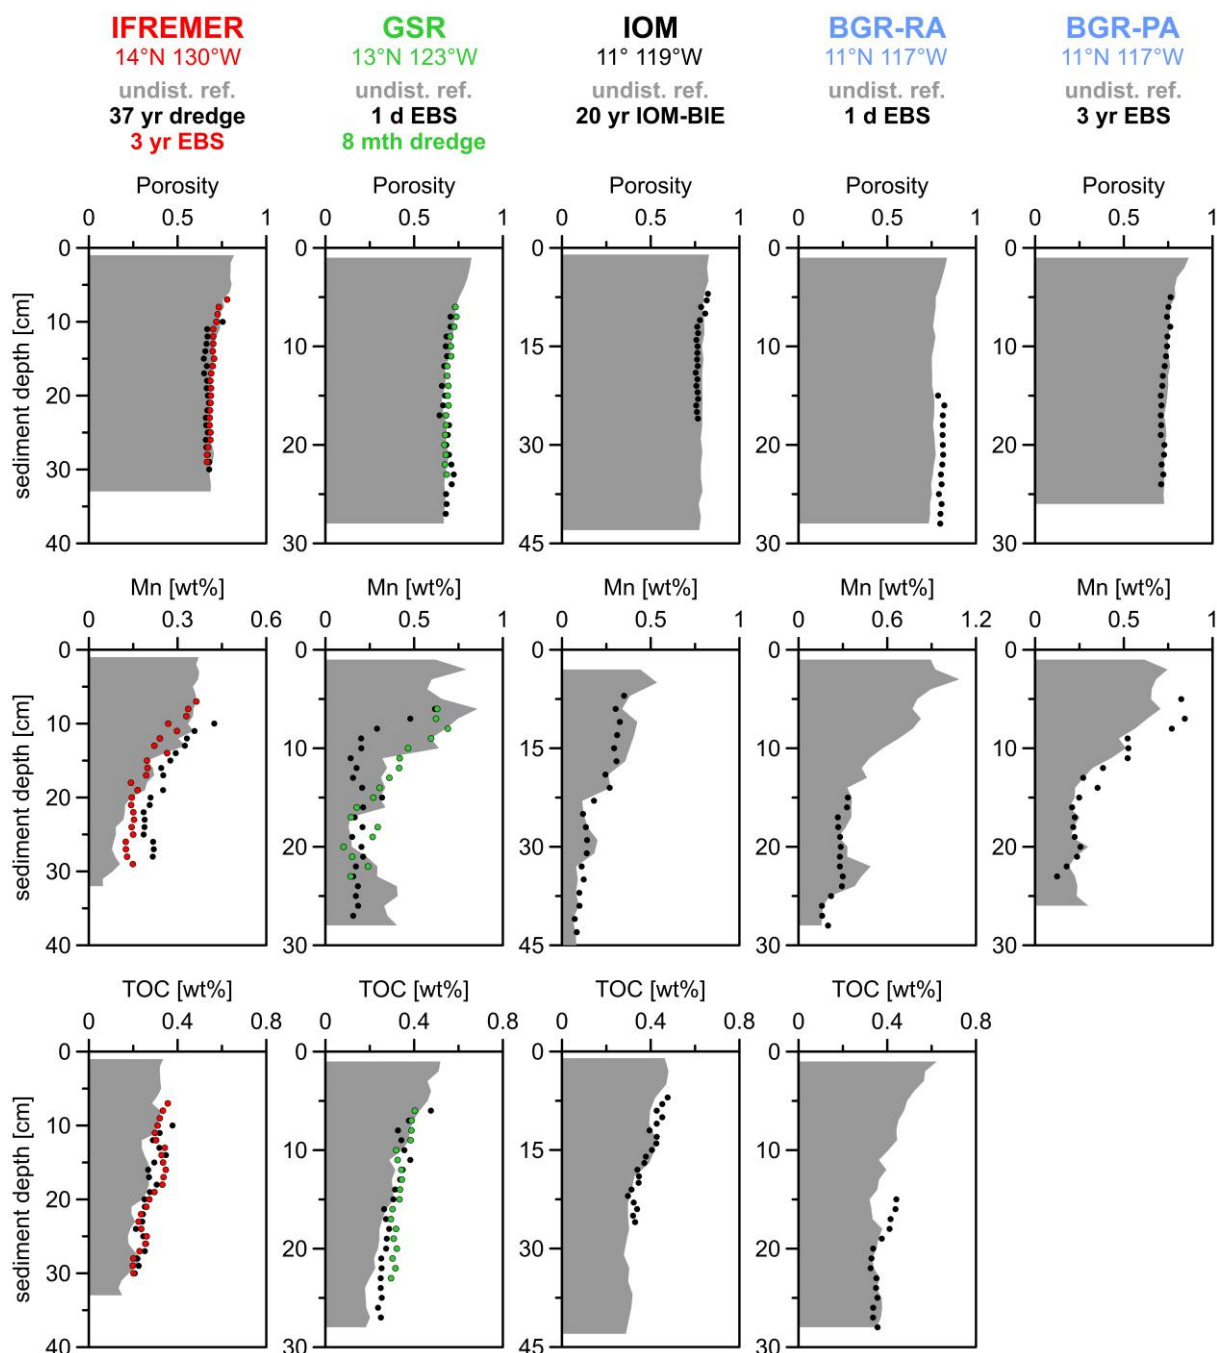 IFREMER GSR IOM BGR-RA BGR-PA
14°N 130°W 13°N 123°W 11° 119°W 11°N 117°W 11°N 117°W
undist. ref. undist. ref. undist. ref. undist. ref. undist. ref.
37 yr dredge 1 d EBS 20 yr IOM-BIE 1 d EBS 3 yr EBS
3 yr EBS 8 mth dredge
Porosity Porosity Porosity Porosity Porosity
0 0.5 1 0 0.5 1 0 0.5 1 0 0.5 1 0 0.5 1
0 0 0 0 0
10 10 15 10 10
sediment depth [cm]
20 20 30 20 20
30
40 30 45 30 30
Mn [wt%] Mn [wt%] Mn [wt%] Mn [wt%] Mn [wt%]
0 0.3 0.6 0 0.5 1 0 0.5 1 0 0.6 1.2 0 0.5 1
0 0 0 0 0
10 10 15 10 10
sediment depth [cm]
20 20 30 20 20
30
40 30 45 30 30
TOC [wt%] TOC [wt%] TOC [wt%] TOC [wt%]
0 0.4 0.8 0 0.4 0.8 0 0.4 0.8 0 0.4 0.8
0 0 0 0
10 10 15 10
sediment depth [cm]
20 20 30 20
30
40 30 45 30